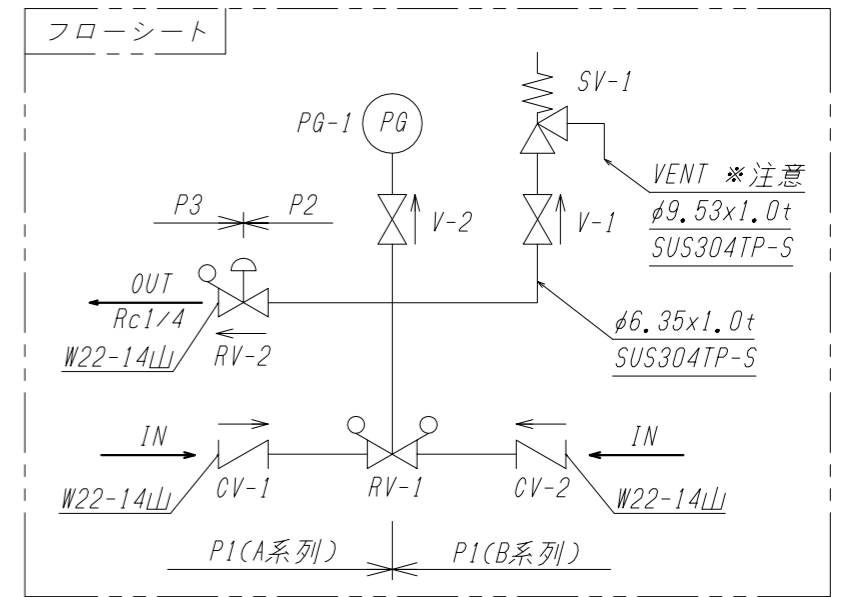 フローシート
SV-1
PG-1
PG
VENT ※注意
φ9.53x1.0t
SUS304TP-S
P3
P2
V-2
V-1
OUT
Rc1/4
W22-14山
RV-2
φ6.35x1.0t
SUS304TP-S
IN
IN
W22-14山
CV-1
RV-1
CV-2
W22-14山
P1(A系列)
P1(B系列)